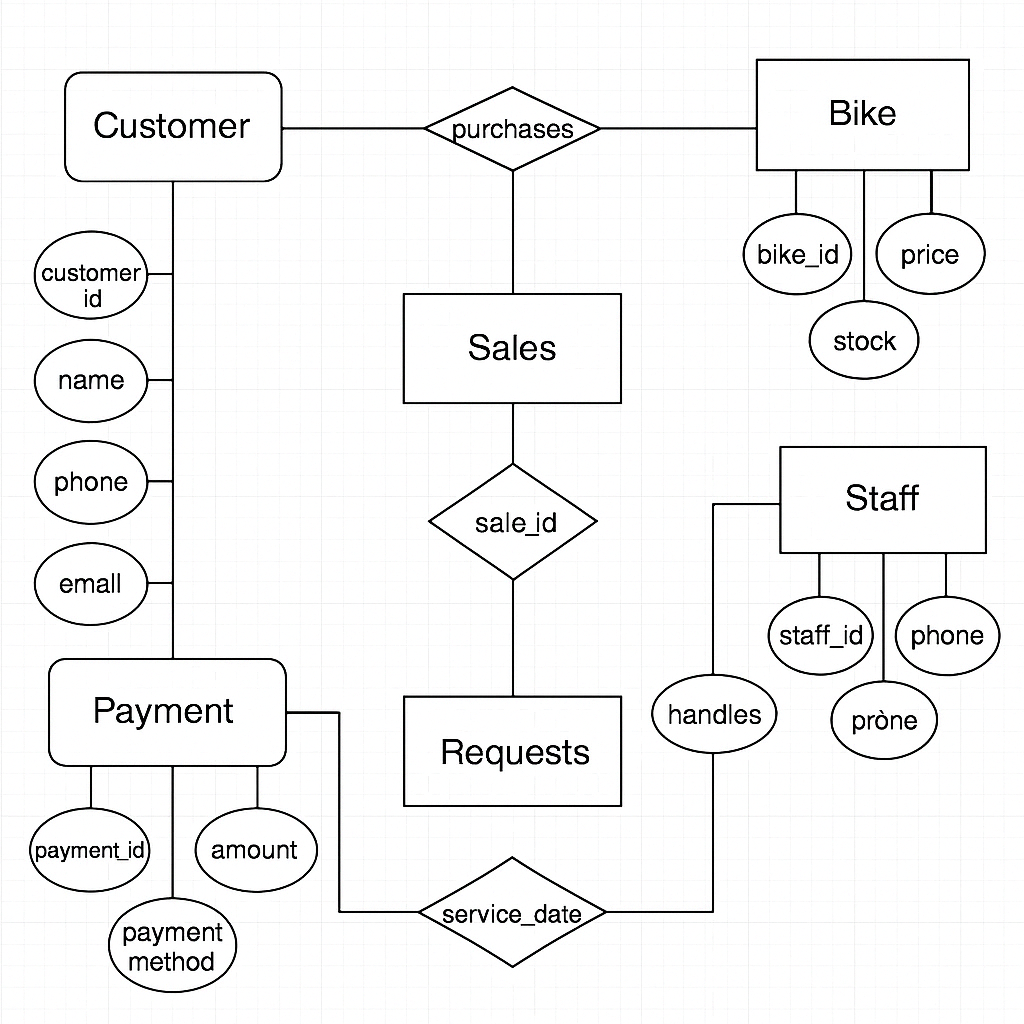 Customer
purchases
Bike
customer
id
name
phone
emall
bike_id
price
stock
Sales
sale_id
Requests
Staff
staff_id
phone
pròne
handles
Payment
payment_id
amount
payment
method
service_date